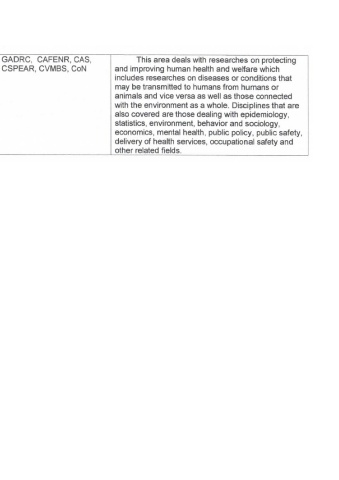 GADRC, CAFENR, CAS,
CSPEAR, CVMBS, CoN
This area deals with researches on protecting
and improving human health and welfare which
includes researches on diseases or conditions that
may be transmitted to humans from humans or
animals and vice versa as well as those connected
with the environment as a whole. Disciplines that are
also covered are those dealing with epidemiology,
statistics, environment, behavior and sociology,
economics, mental health, public policy, public safety,
delivery of health services, occupational safety and
other related fields.